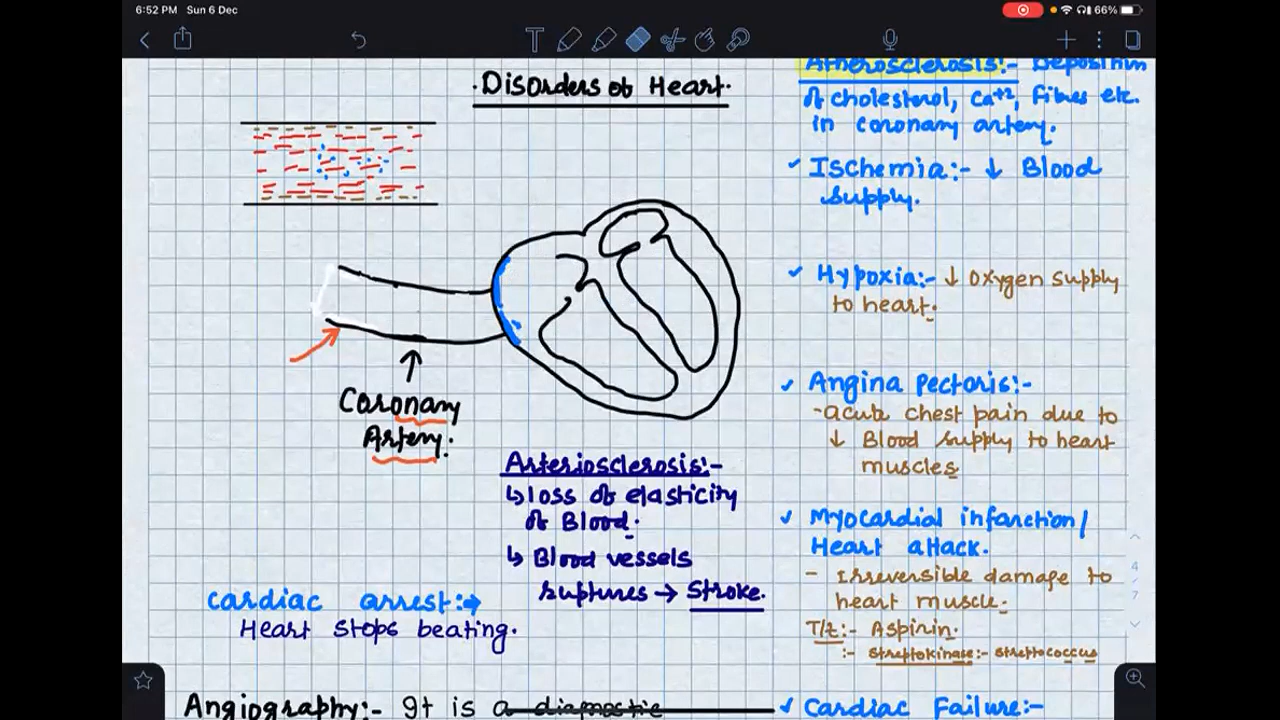 6:52 PM Sun 6 Dec
66%
Disorders of Heart.
Coronary
Artery.
Arteriosclerosis:-
↳ loss of elasticity
of Blood.
↳ Blood vessels
ruptures → Stroke.
Cardiac arrest:→
Heart stops beating.
Angiography:- It is a diagnostic
Atherosclerosis:- Deposition
of cholesterol, Ca+2, Fibres etc.
in coronary artery.
✓ Ischemia:- ↓ Blood
supply.
✓ Hypoxia:- ↓ oxygen supply
to heart.
✓ Angina Pectoris:-
-acute chest pain due to
↓ Blood supply to heart
muscles
✓ Myocardial infarction/
Heart attack.
- Irreversible damage to
heart muscle.
T/t:- Aspirin.
:- Streptokinase:- Streptococcus
✓ Cardiac Failure:-
4
7